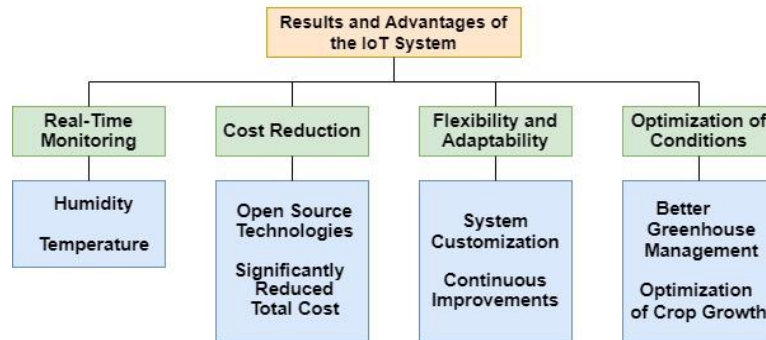 Results and Advantages of
the IoT System
Real-Time
Monitoring
Cost Reduction
Flexibility and
Adaptability
Optimization of
Conditions
Humidity
Temperature
Open Source
Technologies
Significantly
Reduced
Total Cost
System
Customization
Continuous
Improvements
Better
Greenhouse
Management
Optimization
of Crop Growth